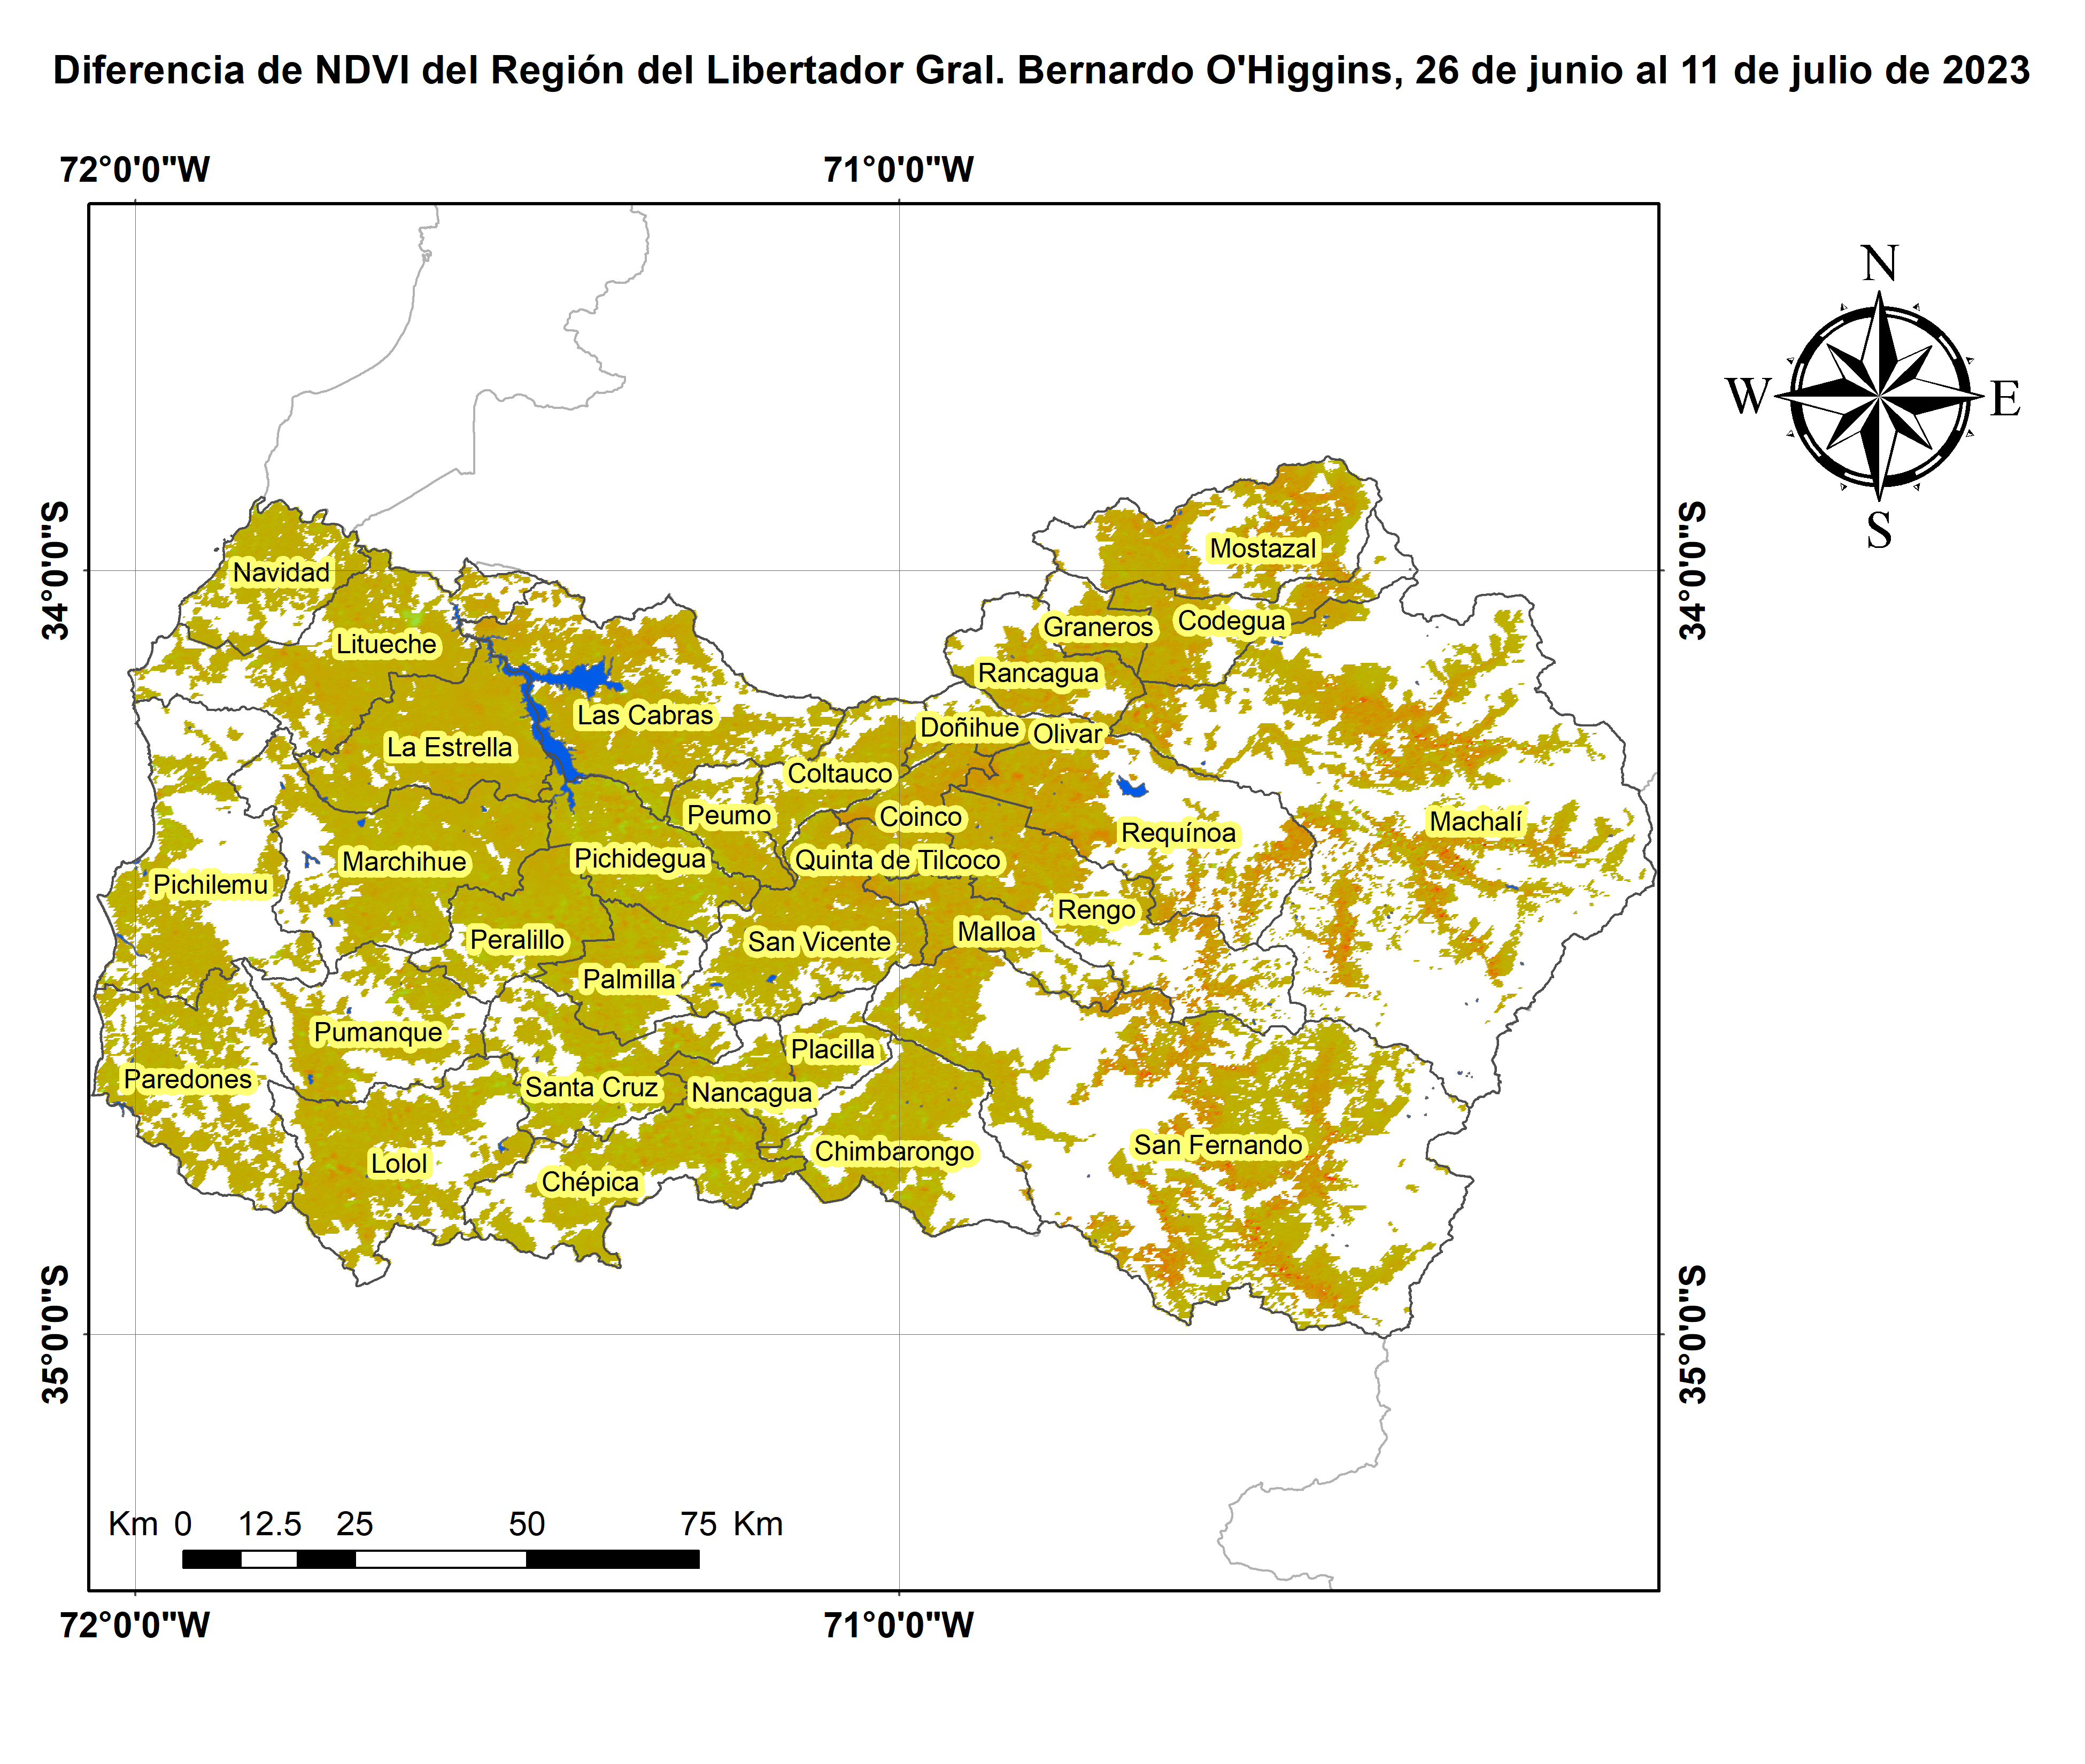 Diferencia de NDVI del Región del Libertador Gral. Bernardo O'Higgins, 26 de junio al 11 de julio de 2023
72°0'0"W
71°0'0"W
N
W
E
S
34°0'0"S
34°0'0"S
Mostazal
Navidad
Codegua
Graneros
Litueche
Rancagua
Las Cabras
Doñihue
Olivar
La Estrella
Coltauco
Peumo
Coinco
Machalí
Requínoa
Pichidegua
Quinta de Tilcoco
Marchihue
Pichilemu
Rengo
Malloa
Peralillo
San Vicente
Palmilla
Pumanque
Placilla
Paredones
Santa Cruz
Nancagua
San Fernando
Chimbarongo
Lolol
Chépica
35°0'0"S
35°0'0"S
Km 0 12.5 25 50 75 Km
72°0'0"W
71°0'0"W